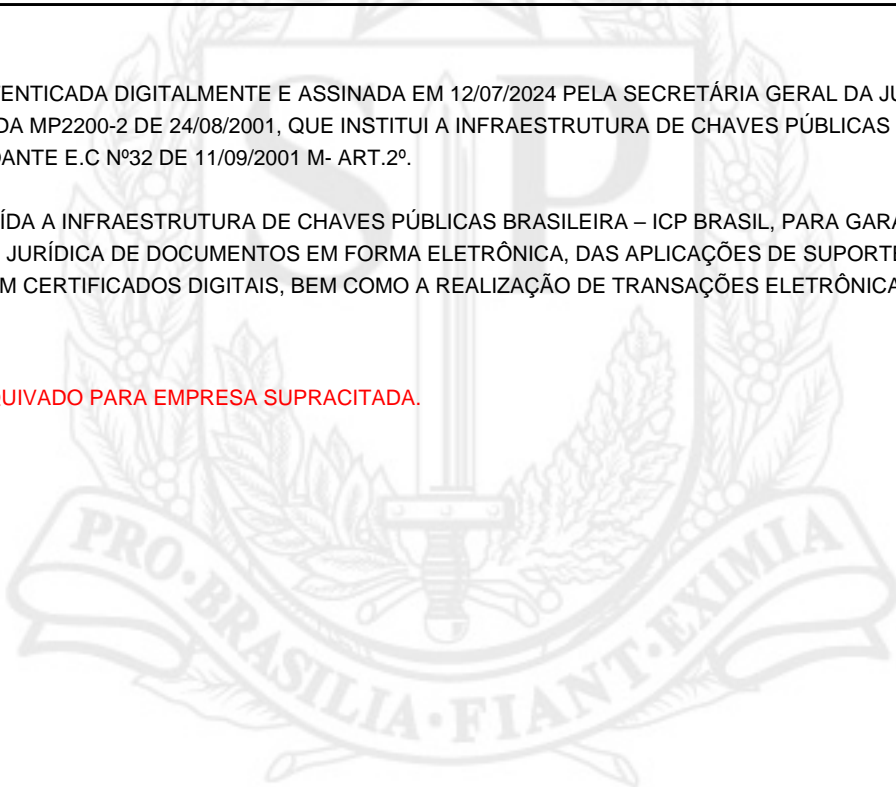 ENTICADA DIGITALMENTE E ASSINADA EM 12/07/2024 PELA SECRETÁRIA GERAL DA JU
DA MP2200-2 DE 24/08/2001, QUE INSTITUI A INFRAESTRUTURA DE CHAVES PÚBLICAS
DANTE E.C Nº32 DE 11/09/2001 M- ART.2º.
ÍDA A INFRAESTRUTURA DE CHAVES PÚBLICAS BRASILEIRA – ICP BRASIL, PARA GARA
JURÍDICA DE DOCUMENTOS EM FORMA ELETRÔNICA, DAS APLICAÇÕES DE SUPORTE
M CERTIFICADOS DIGITAIS, BEM COMO A REALIZAÇÃO DE TRANSAÇÕES ELETRÔNICA
UIVADO PARA EMPRESA SUPRACITADA.
SP
PRO·BRASILIA·FIANT·EXIMIA